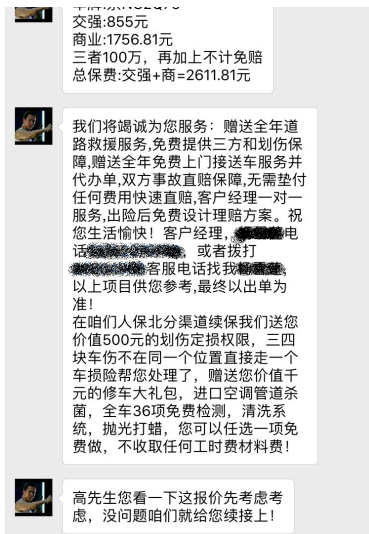 交强:855元
商业:1756.81元
三者100万，再加上不计免赔
总保费:交强+商=2611.81元
我们将竭诚为您服务：赠送全年道
路救援服务,免费提供三方和划伤保
障,赠送全年免费上门接送车服务并
代办单,双方事故直赔保障,无需垫付
任何费用快速直赔,客户经理一对一
服务,出险后免费设计理赔方案。祝
您生活愉快！客户经理，电
话，或者拨打
客服电话找我
以上项目供您参考,最终以出单为
准！
在咱们人保北分渠道续保我们送您
价值500元的划伤定损权限，三四
块车伤不在同一个位置直接走一个
车损险帮您处理了，赠送您价值千
元的修车大礼包，进口空调管道杀
菌，全车36项免费检测，清洗系
统，抛光打蜡，您可以任选一项免
费做，不收取任何工时费材料费！
高先生您看一下这报价先考虑考
虑，没问题咱们就给您续接上！